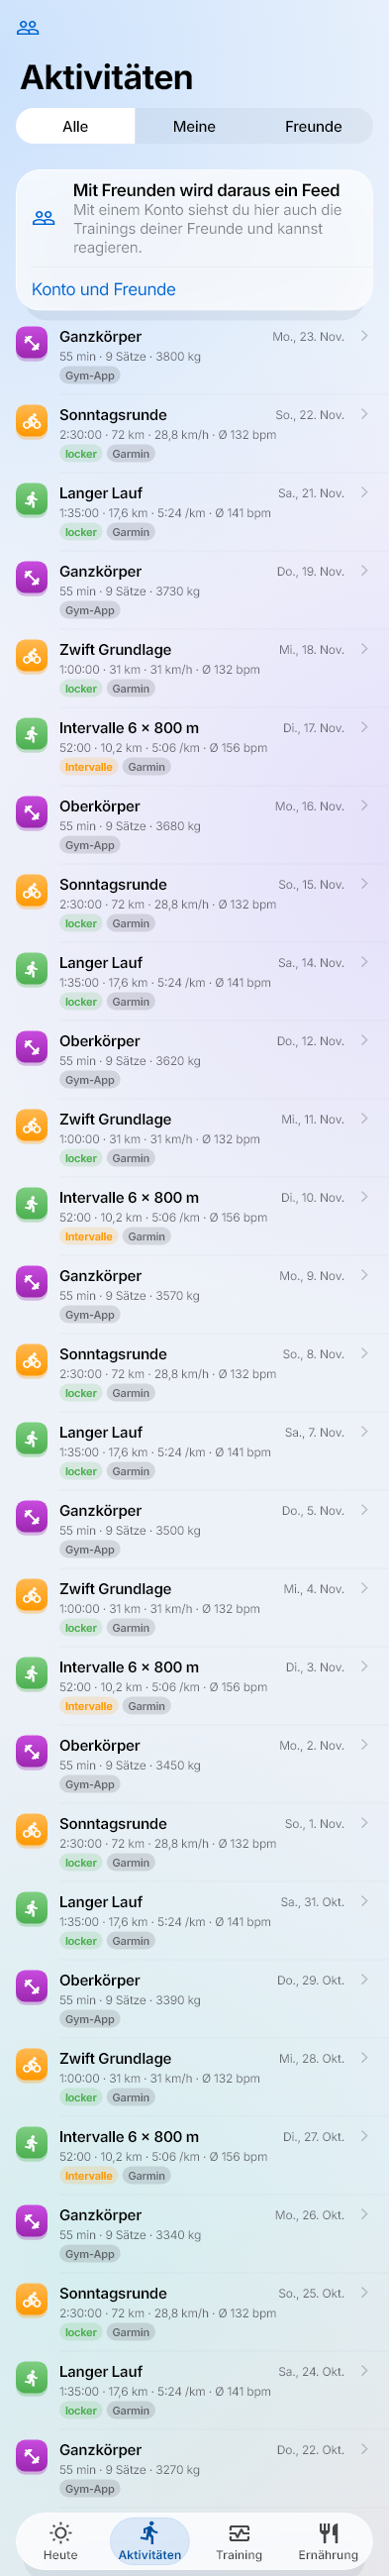 Aktivitäten
Alle Meine Freunde
Mit Freunden wird daraus ein Feed
Mit einem Konto siehst du hier auch die
Trainings deiner Freunde und kannst
reagieren.
Konto und Freunde
Ganzkörper Mo., 23. Nov.
55 min · 9 Sätze · 3800 kg
Gym-App
Sonntagsrunde So., 22. Nov.
2:30:00 · 72 km · 28,8 km/h · Ø 132 bpm
locker Garmin
Langer Lauf Sa., 21. Nov.
1:35:00 · 17,6 km · 5:24 /km · Ø 141 bpm
locker Garmin
Ganzkörper Do., 19. Nov.
55 min · 9 Sätze · 3730 kg
Gym-App
Zwift Grundlage Mi., 18. Nov.
1:00:00 · 31 km · 31 km/h · Ø 132 bpm
locker Garmin
Intervalle 6 × 800 m Di., 17. Nov.
52:00 · 10,2 km · 5:06 /km · Ø 156 bpm
Intervalle Garmin
Oberkörper Mo., 16. Nov.
55 min · 9 Sätze · 3680 kg
Gym-App
Sonntagsrunde So., 15. Nov.
2:30:00 · 72 km · 28,8 km/h · Ø 132 bpm
locker Garmin
Langer Lauf Sa., 14. Nov.
1:35:00 · 17,6 km · 5:24 /km · Ø 141 bpm
locker Garmin
Oberkörper Do., 12. Nov.
55 min · 9 Sätze · 3620 kg
Gym-App
Zwift Grundlage Mi., 11. Nov.
1:00:00 · 31 km · 31 km/h · Ø 132 bpm
locker Garmin
Intervalle 6 × 800 m Di., 10. Nov.
52:00 · 10,2 km · 5:06 /km · Ø 156 bpm
Intervalle Garmin
Ganzkörper Mo., 9. Nov.
55 min · 9 Sätze · 3570 kg
Gym-App
Sonntagsrunde So., 8. Nov.
2:30:00 · 72 km · 28,8 km/h · Ø 132 bpm
locker Garmin
Langer Lauf Sa., 7. Nov.
1:35:00 · 17,6 km · 5:24 /km · Ø 141 bpm
locker Garmin
Ganzkörper Do., 5. Nov.
55 min · 9 Sätze · 3500 kg
Gym-App
Zwift Grundlage Mi., 4. Nov.
1:00:00 · 31 km · 31 km/h · Ø 132 bpm
locker Garmin
Intervalle 6 × 800 m Di., 3. Nov.
52:00 · 10,2 km · 5:06 /km · Ø 156 bpm
Intervalle Garmin
Oberkörper Mo., 2. Nov.
55 min · 9 Sätze · 3450 kg
Gym-App
Sonntagsrunde So., 1. Nov.
2:30:00 · 72 km · 28,8 km/h · Ø 132 bpm
locker Garmin
Langer Lauf Sa., 31. Okt.
1:35:00 · 17,6 km · 5:24 /km · Ø 141 bpm
locker Garmin
Oberkörper Do., 29. Okt.
55 min · 9 Sätze · 3390 kg
Gym-App
Zwift Grundlage Mi., 28. Okt.
1:00:00 · 31 km · 31 km/h · Ø 132 bpm
locker Garmin
Intervalle 6 × 800 m Di., 27. Okt.
52:00 · 10,2 km · 5:06 /km · Ø 156 bpm
Intervalle Garmin
Ganzkörper Mo., 26. Okt.
55 min · 9 Sätze · 3340 kg
Gym-App
Sonntagsrunde So., 25. Okt.
2:30:00 · 72 km · 28,8 km/h · Ø 132 bpm
locker Garmin
Langer Lauf Sa., 24. Okt.
1:35:00 · 17,6 km · 5:24 /km · Ø 141 bpm
locker Garmin
Ganzkörper Do., 22. Okt.
55 min · 9 Sätze · 3270 kg
Gym-App
Heute Aktivitäten Training Ernährung